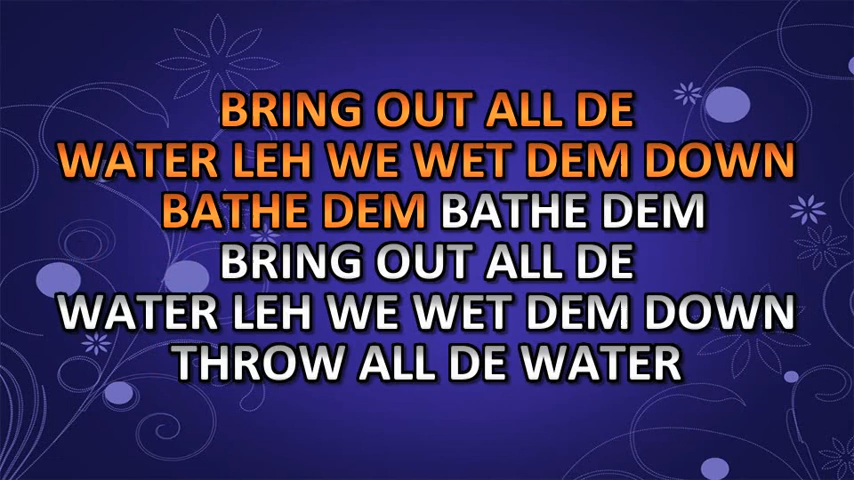 BRING OUT ALL DE
WATER LEH WE WET DEM DOWN
BATHE DEM BATHE DEM
BRING OUT ALL DE
WATER LEH WE WET DEM DOWN
THROW ALL DE WATER